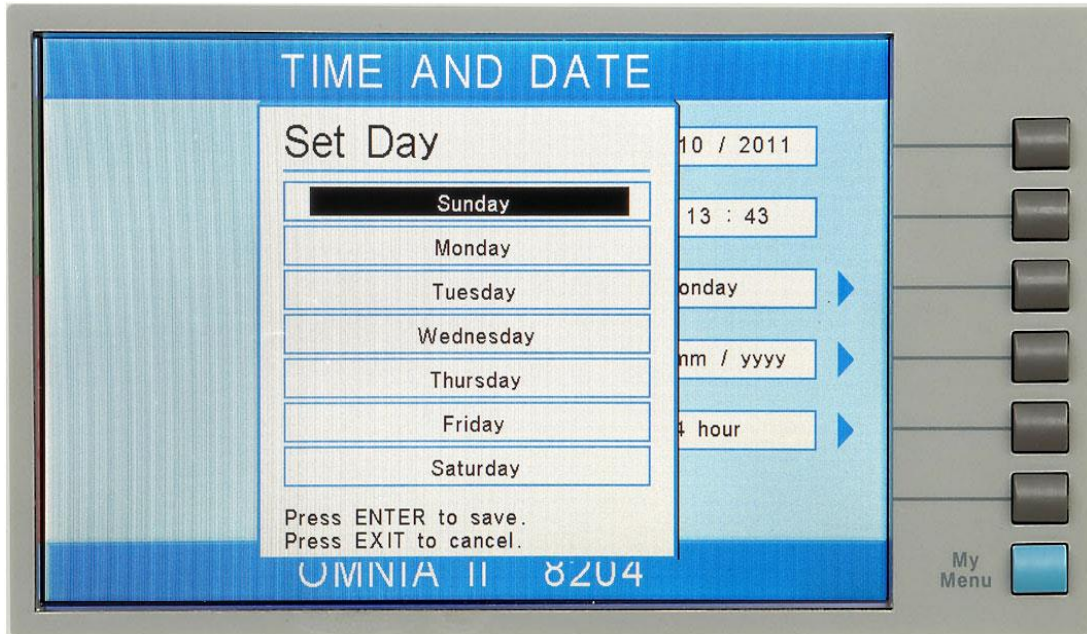 TIME AND DATE
Set Day
Sunday
Monday
Tuesday
Wednesday
Thursday
Friday
Saturday
Press ENTER to save.
Press EXIT to cancel.
10 / 2011
13 : 43
onday
mm / yyyy
4 hour
OMNIA II 8204
My
Menu